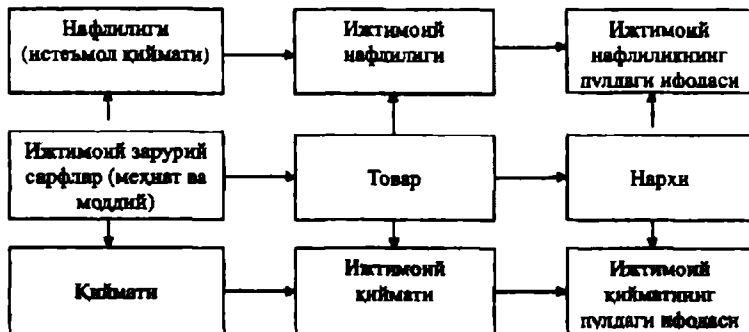 Нафлилиги
(истеъмол қиймати)
Ижтимоий
нафлилиги
Ижтимоий
нафлиликнинг
пулдаги ифодаси
Ижтимоий зарурий
сарфлар (меҳнат ва
моддий)
Товар
Нархи
Қиймати
Ижтимоий
қиймати
Ижтимоий
қийматининг
пулдаги ифодаси